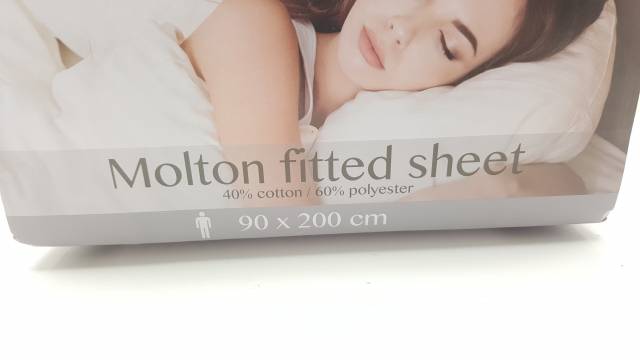 Molton fitted sheet
40% cotton / 60% polyester
90 x 200 cm